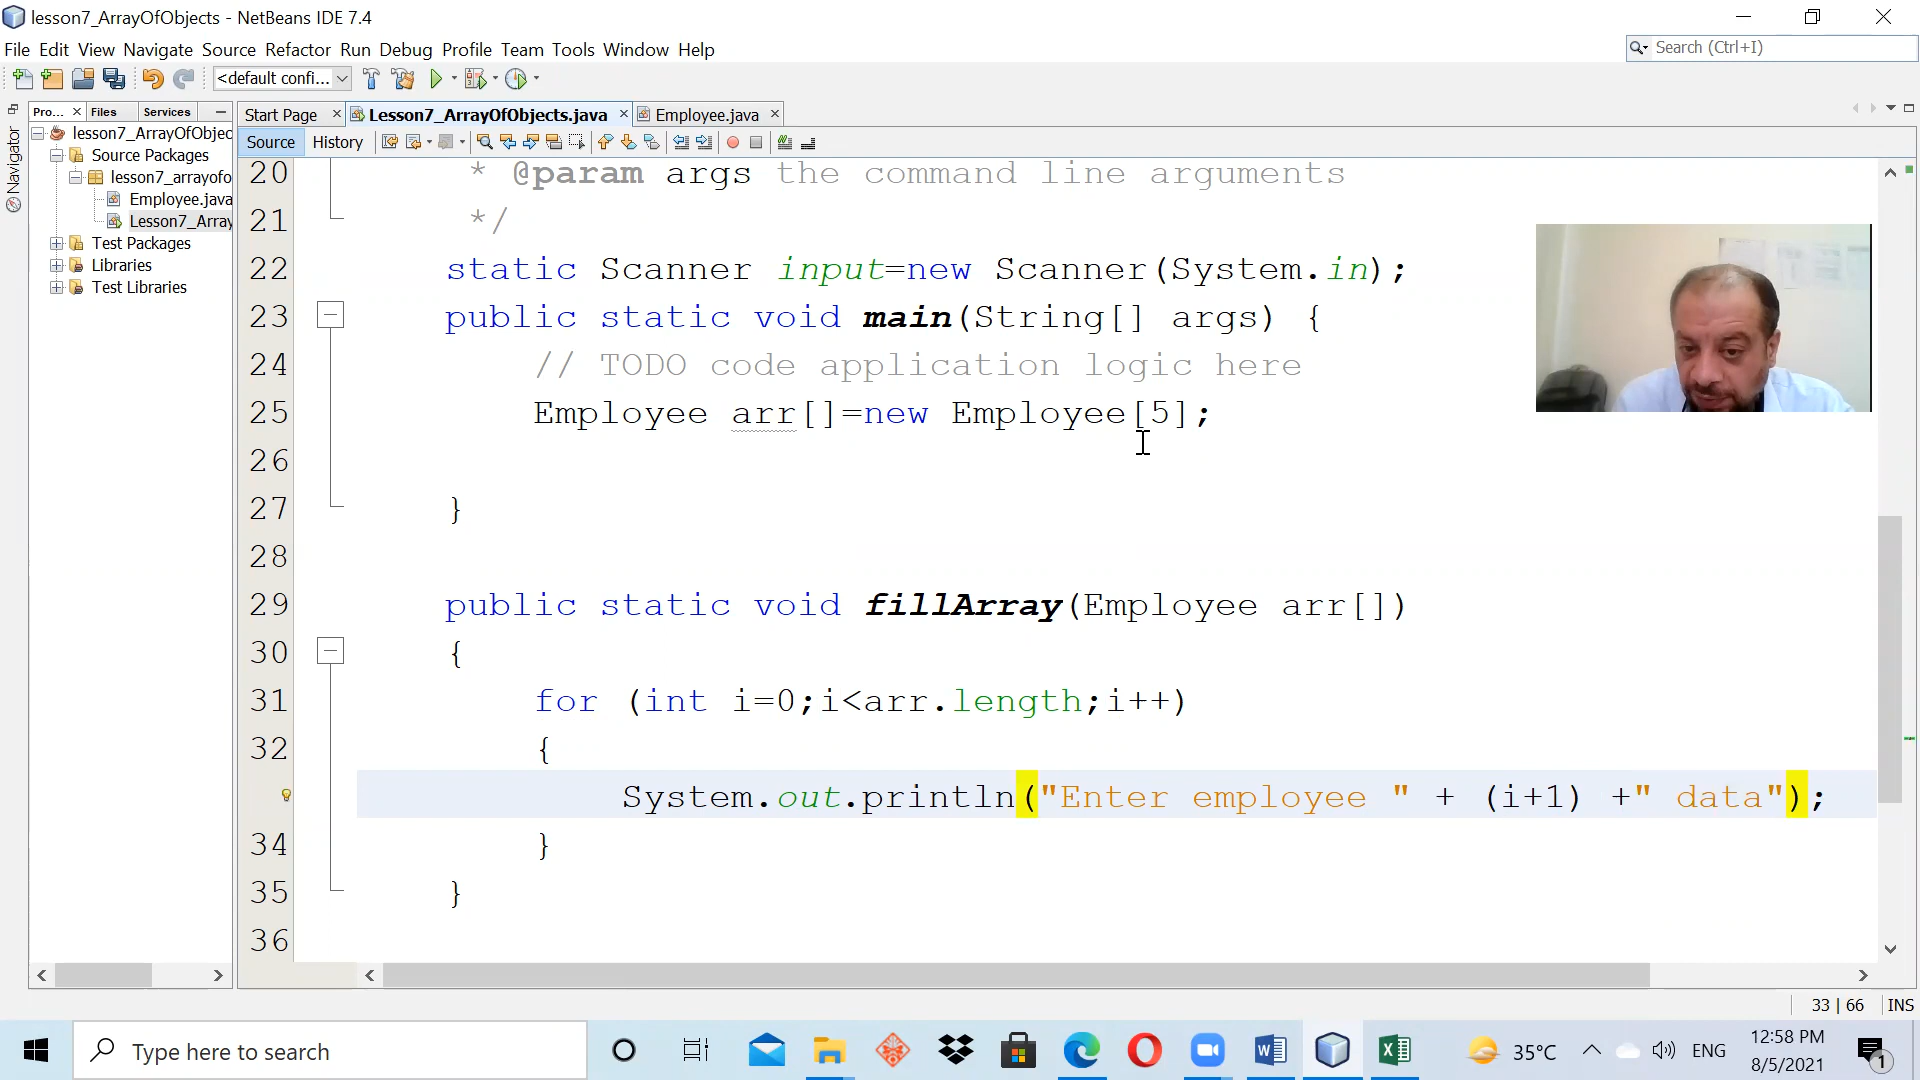 lesson7_ArrayOfObjects - NetBeans IDE 7.4
File Edit View Navigate Source Refactor Run Debug Profile Team Tools Window Help
Search (Ctrl+I)
<default confi...
Pro... Files Services
Start Page Lesson7_ArrayOfObjects.java Employee.java
Source History
Navigator
lesson7_ArrayOfObjec
Source Packages
lesson7_arrayofo
Employee.java
Lesson7_Array
Test Packages
Libraries
Test Libraries
20 * @param args the command line arguments
21 */
22 static Scanner input=new Scanner(System.in);
23 public static void main(String[] args) {
24 // TODO code application logic here
25 Employee arr[]=new Employee[5];
26
27 }
28
29 public static void fillArray(Employee arr[])
30 {
31 for (int i=0;i<arr.length;i++)
32 {
System.out.println("Enter employee " + (i+1) +" data");
34 }
35 }
36
33 | 66 INS
Type here to search
35°C
ENG
12:58 PM
8/5/2021
1